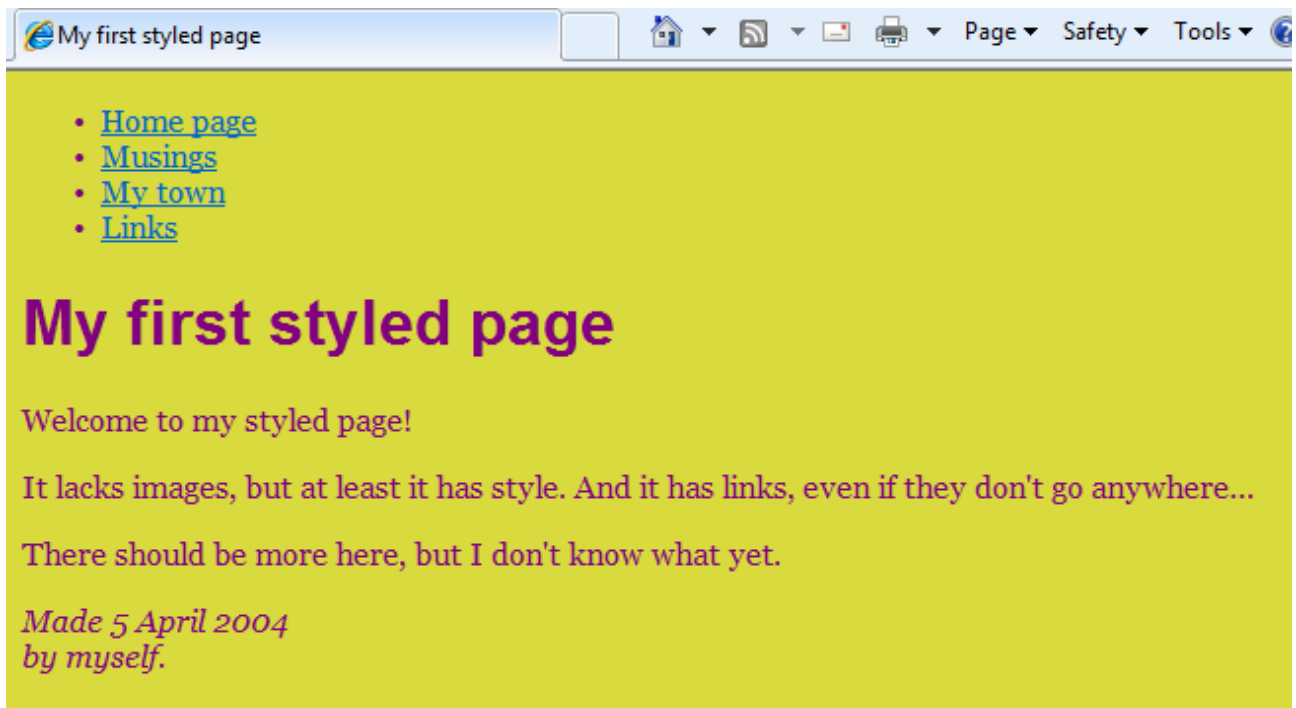 My first styled page
Page Safety Tools
Home page
Musings
My town
Links
My first styled page
Welcome to my styled page!
It lacks images, but at least it has style. And it has links, even if they don't go anywhere...
There should be more here, but I don't know what yet.
Made 5 April 2004
by myself.